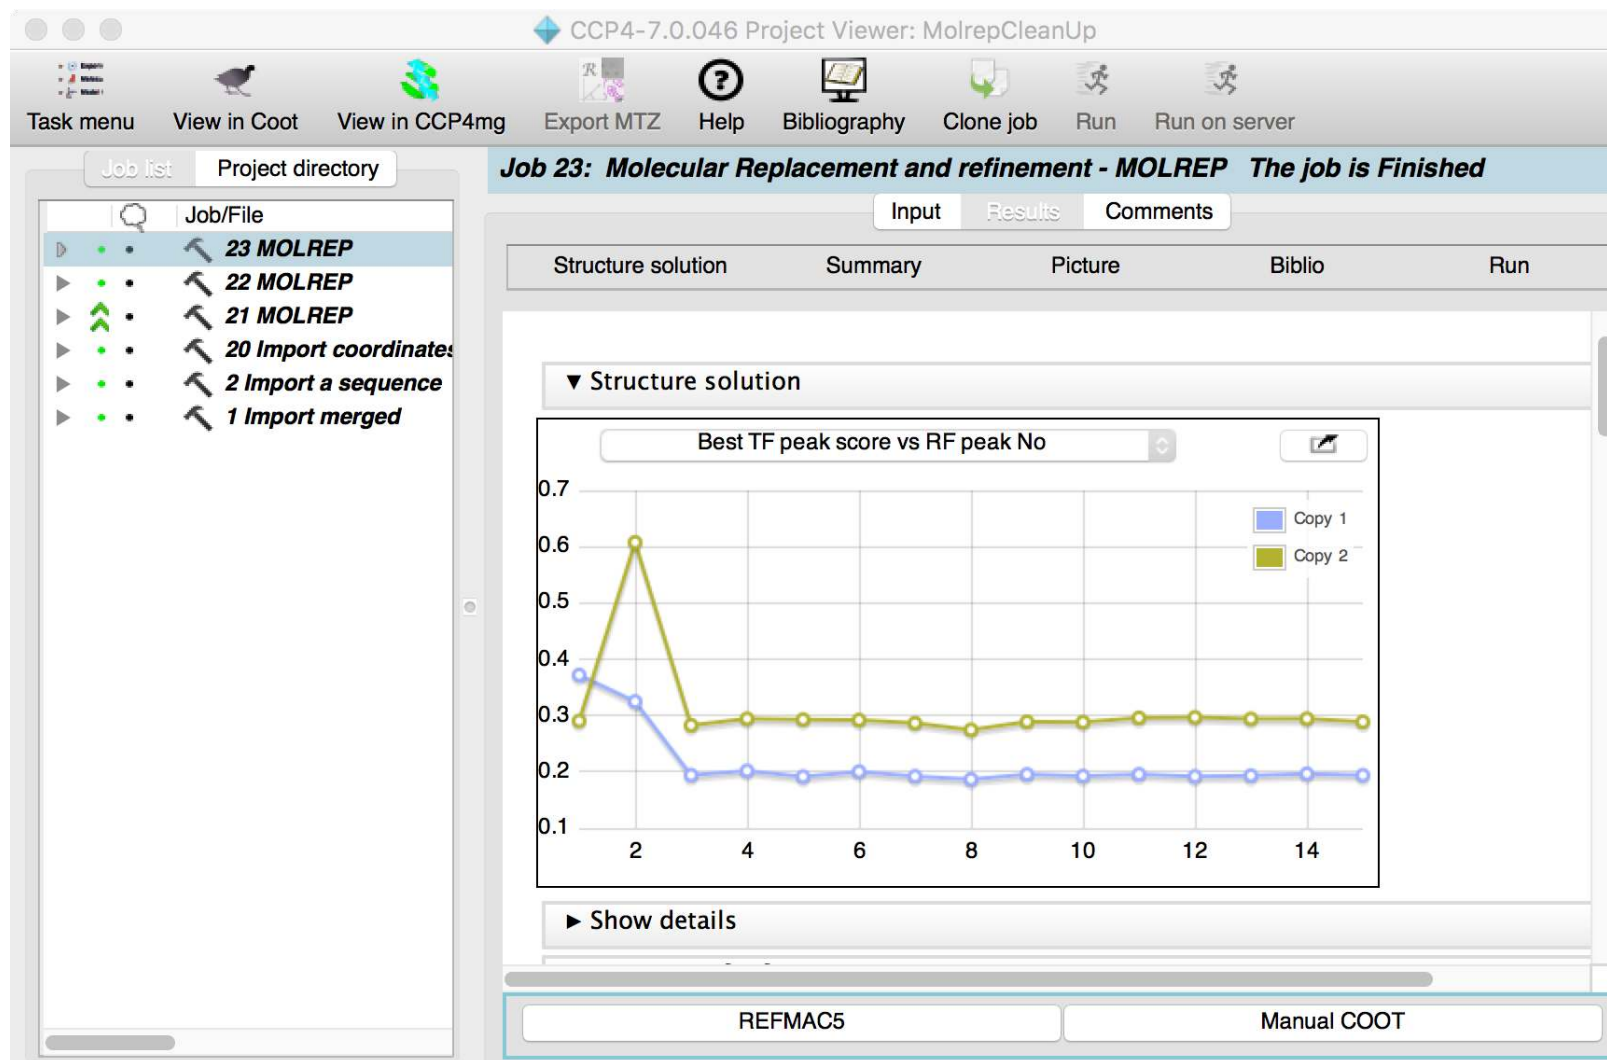 CCP4-7.0.046 Project Viewer: MolrepCleanUp
Task menu View in Coot View in CCP4mg Export MTZ Help Bibliography Clone job Run Run on server
Job list Project directory
Job 23: Molecular Replacement and refinement - MOLREP The job is Finished
Input Results Comments
Job/File
23 MOLREP
22 MOLREP
21 MOLREP
20 Import coordinates
2 Import a sequence
1 Import merged
Structure solution Summary Picture Biblio Run
▼ Structure solution
Best TF peak score vs RF peak No
0.7
0.6
0.5
0.4
0.3
0.2
0.1
Copy 1
Copy 2
2 4 6 8 10 12 14
► Show details
REFMAC5 Manual COOT